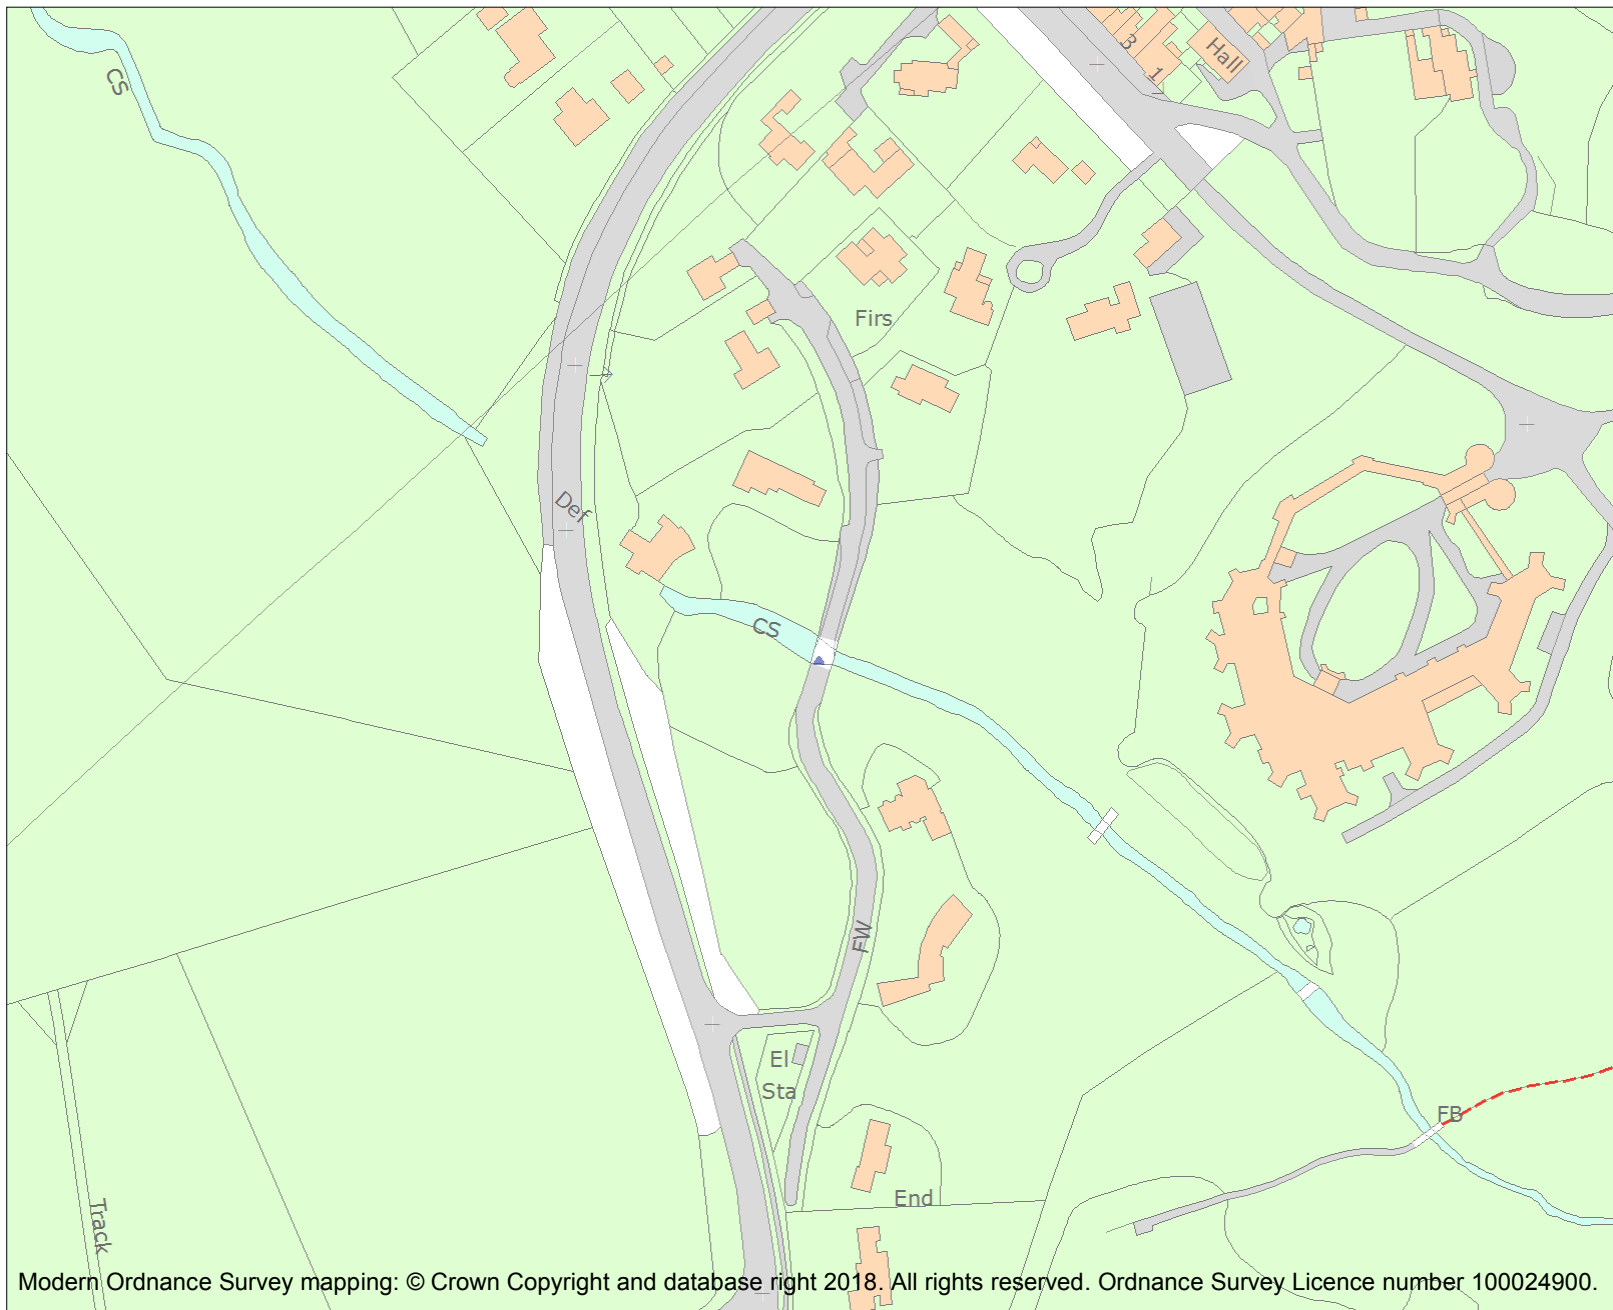 3
1
Hall
CS
Firs
Def
CS
FW
El
Sta
FB
End
Track
Modern Ordnance Survey mapping: © Crown Copyright and database right 2018. All rights reserved. Ordnance Survey Licence number 100024900.